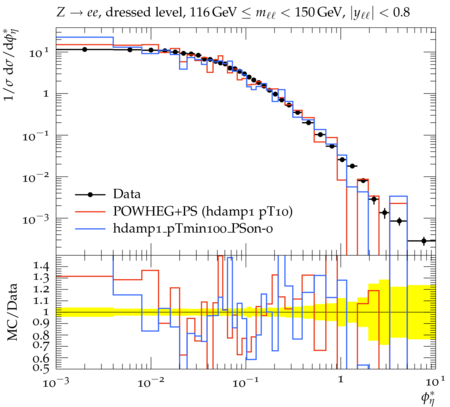 Z → ee, dressed level, 116 GeV ≤ mℓℓ < 150 GeV, |yℓℓ| < 0.8
1/σ dσ/dϕ*η
10¹
1
10⁻¹
10⁻²
10⁻³
Data
POWHEG+PS (hdamp1 pT10)
hdamp1_pTmin100_PSon-0
MC/Data
1.4
1.3
1.2
1.1
1
0.9
0.8
0.7
0.6
0.5
10⁻³ 10⁻² 10⁻¹ 1 10¹
ϕ*η